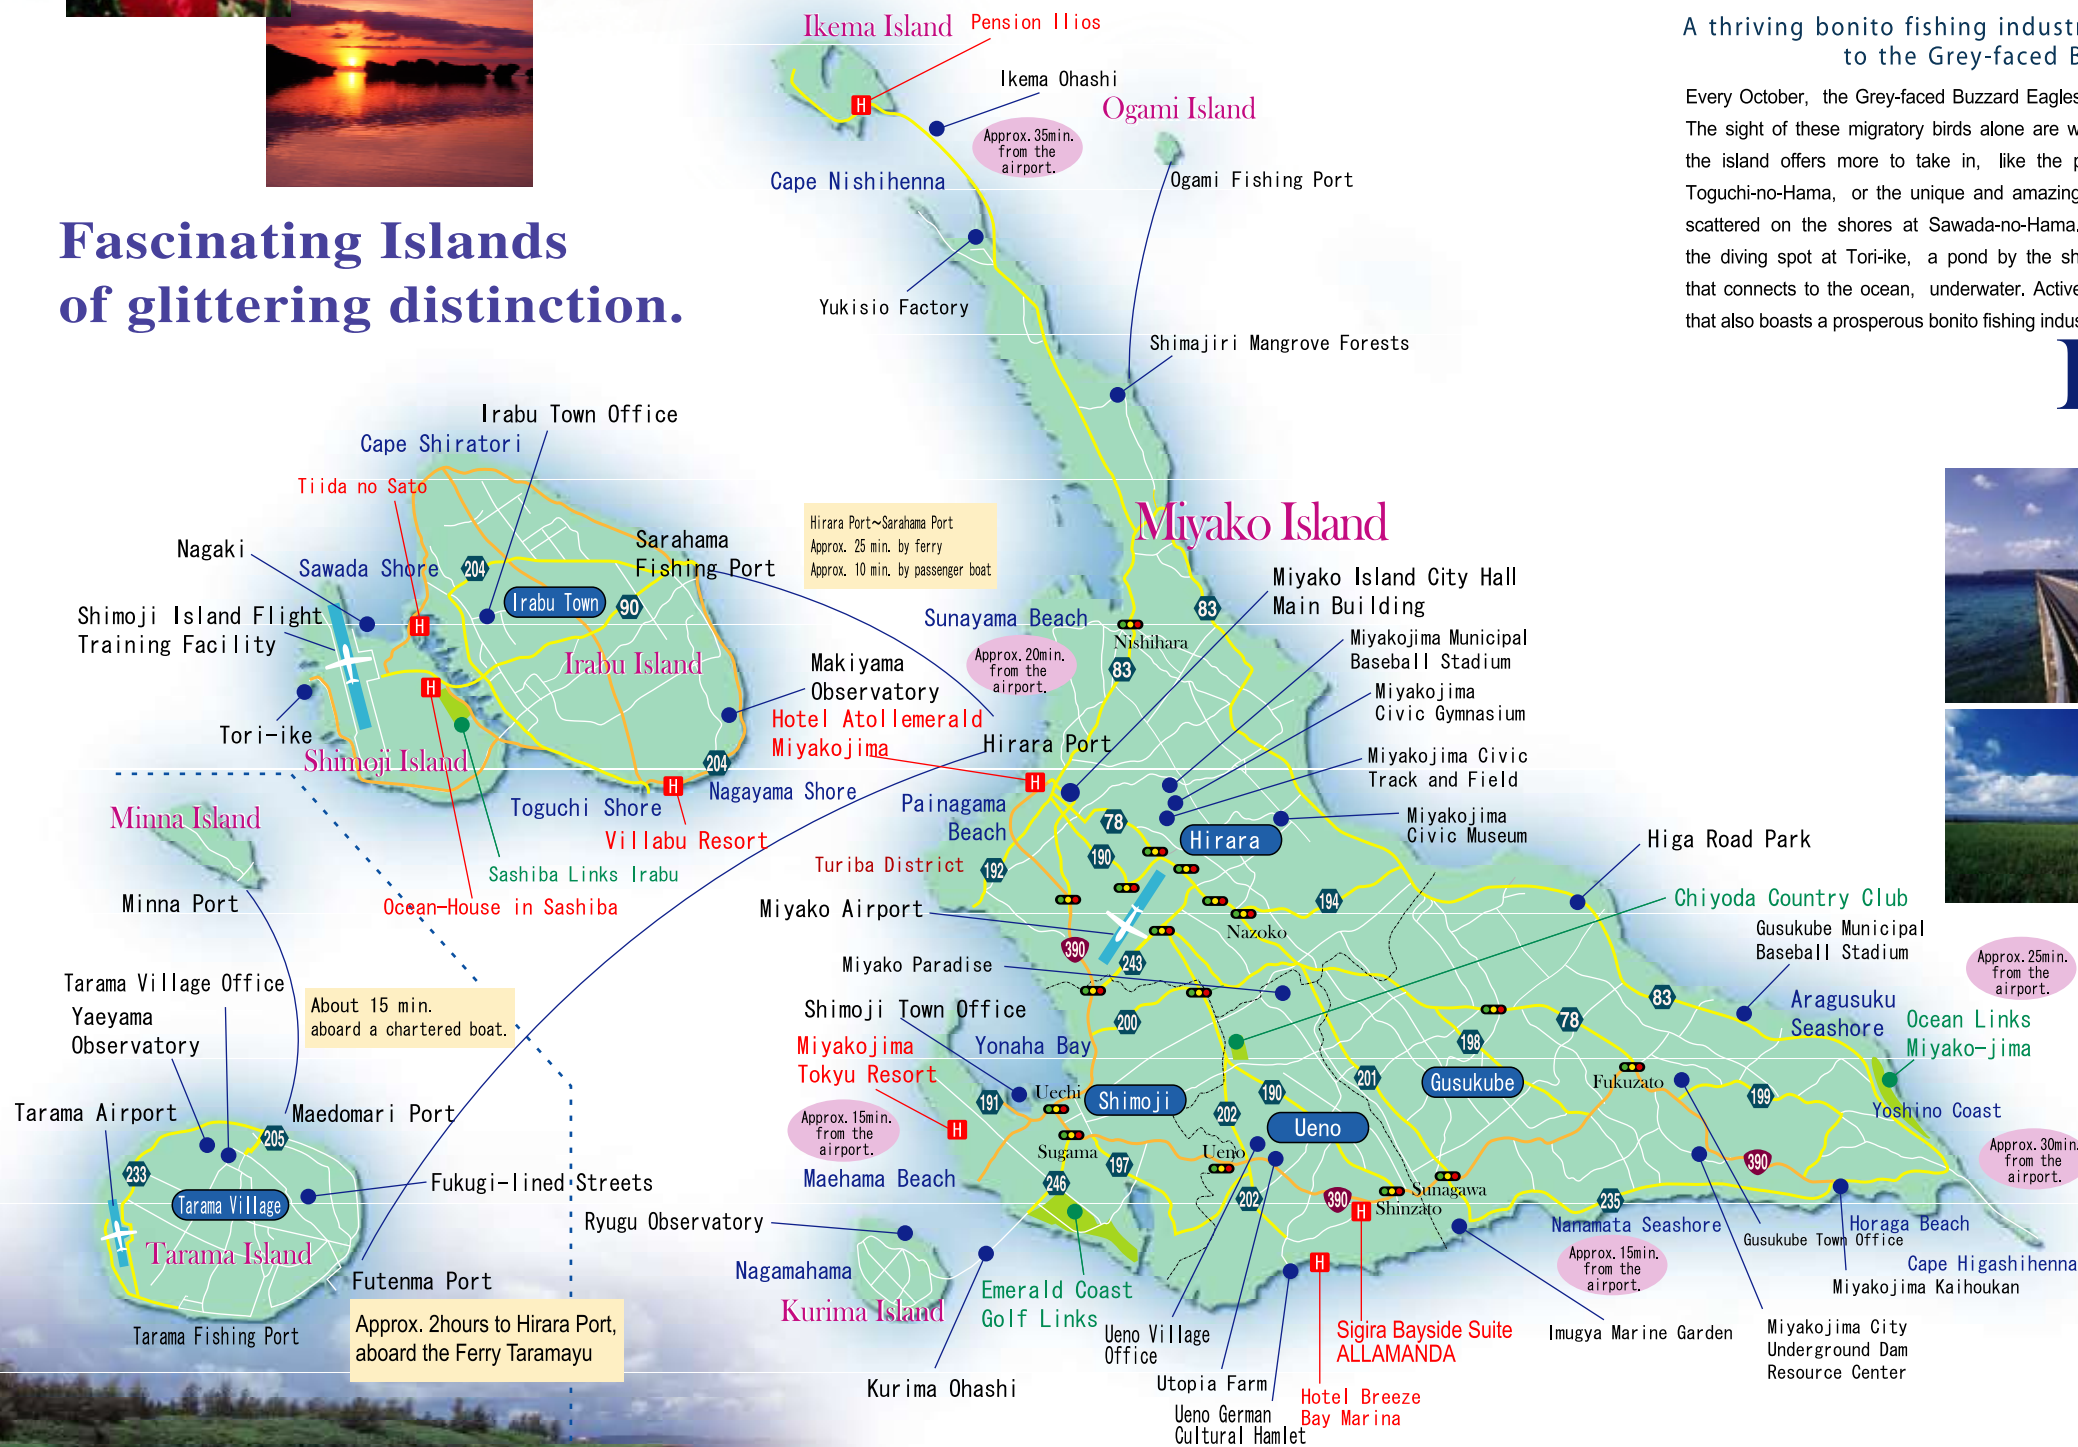 Fascinating Islands
of glittering distinction.
A thriving bonito fishing
to the Grey-faced
Every October, the Grey-faced Buzzard Eagles
The sight of these migratory birds alone are
the island offers more to take in, like the
Toguchi-no-Hama, or the unique and amazing
scattered on the shores at Sawada-no-Hama.
the diving spot at Tori-ike, a pond by the
that connects to the ocean, underwater. Active
that also boasts a prosperous bonito fishing
Ikema Island
Pension Ilios
Ikema Ohashi
Ogami Island
Approx. 35min.
from the
airport.
Cape Nishihenna
Ogami Fishing Port
Yukisio Factory
Shimajiri Mangrove Forests
Irabu Town Office
Cape Shiratori
Tiida no Sato
Nagaki
Sawada Shore
204
Irabu Town
90
Sarahama
Fishing Port
Hirara Port~Sarahama Port
Approx. 25 min. by ferry
Approx. 10 min. by passenger boat
Shimoji Island Flight
Training Facility
H
Irabu Island
H
Tori-ike
Shimoji Island
Makiyama
Observatory
204
Toguchi Shore
H
Nagayama Shore
Villabu Resort
Sashiba Links Irabu
Ocean-House in Sashiba
Miyako Island
Miyako Island City Hall
Main Building
Sunayama Beach
83
Nishihara
Approx. 20min.
from the
airport.
83
Miyakojima Municipal
Baseball Stadium
Miyakojima
Civic Gymnasium
Hotel Atollemerald
Miyakojima
Hirara Port
Miyakojima Civic
Track and Field
H
Painagama
Beach
78
Hirara
Miyakojima
Civic Museum
Higa Road Park
190
Turiba District
192
194
Chiyoda Country Club
Miyako Airport
Nazoko
Gusukube Municipal
Baseball Stadium
390
243
Miyako Paradise
Approx. 25min.
from the
airport.
83
Aragusuku
Seashore
Shimoji Town Office
200
78
Ocean Links
Miyako-jima
Yonaha Bay
198
Miyakojima
Tokyu Resort
201
Gusukube
Fukuzato
191
Uechi
Shimoji
190
199
Yoshino Coast
202
Approx. 15min.
from the
airport.
H
Ueno
Sugama
Ueno
Approx. 30min.
from the
airport.
197
390
Maehama Beach
246
202
390
Sunagawa
Shinzato
H
235
Ryugu Observatory
Nanamata Seashore
Horaga Beach
Gusukube Town Office
Approx. 15min.
from the
airport.
Cape Higashihenna
Nagamahama
H
Emerald Coast
Golf Links
Miyakojima Kaihoukan
Kurima Island
Ueno Village
Office
Sigira Bayside Suite
ALLAMANDA
Imugya Marine Garden
Miyakojima City
Underground Dam
Resource Center
Kurima Ohashi
Utopia Farm
Hotel Breeze
Bay Marina
Ueno German
Cultural Hamlet
Minna Island
Minna Port
Tarama Village Office
Yaeyama
Observatory
About 15 min.
aboard a chartered boat.
Tarama Airport
Maedomari Port
205
233
Tarama Village
Fukugi-lined Streets
Tarama Island
Futenma Port
Tarama Fishing Port
Approx. 2hours to Hirara Port,
aboard the Ferry Taramayu